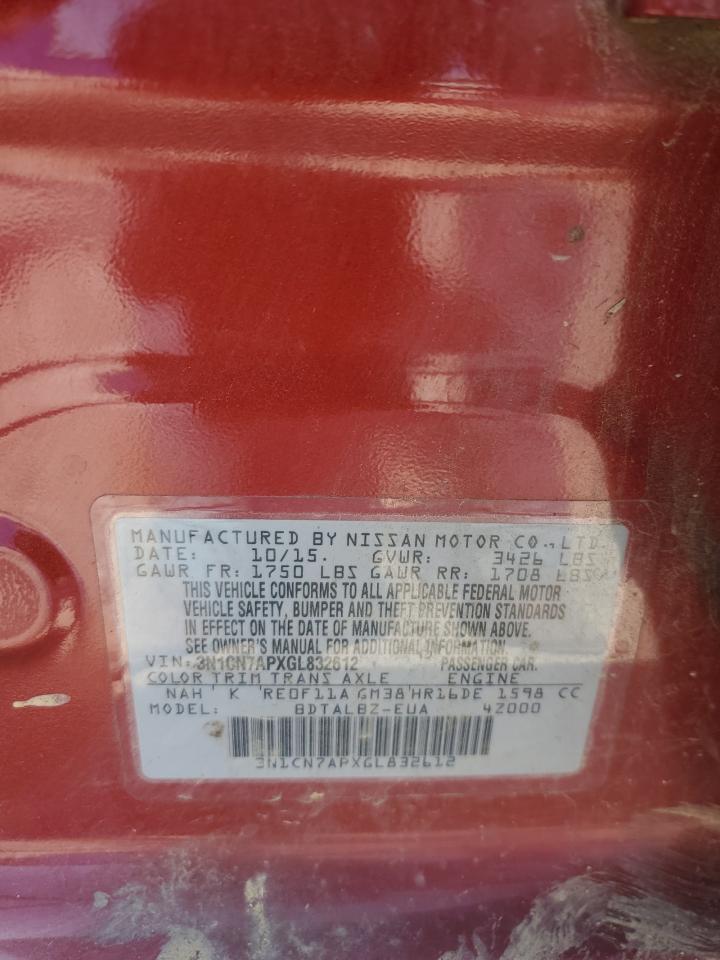 MANUFACTURED BY NISSAN MOTOR CO.,LTD.
DATE: 10/15. GVWR: 3426 LBS
GAWR FR: 1750 LBS GAWR RR: 1708 LBS
THIS VEHICLE CONFORMS TO ALL APPLICABLE FEDERAL MOTOR
VEHICLE SAFETY, BUMPER AND THEFT PREVENTION STANDARDS
IN EFFECT ON THE DATE OF MANUFACTURE SHOWN ABOVE.
SEE OWNER'S MANUAL FOR ADDITIONAL INFORMATION.
VIN: 3N1CN7APXGL832612 PASSENGER CAR.
COLOR TRIM TRANS AXLE ENGINE
NAH ' K 'RE0F11A GM38'HR16DE 1598 CC
MODEL: BDTALBZ-EUA 4Z000
3N1CN7APXGL832612